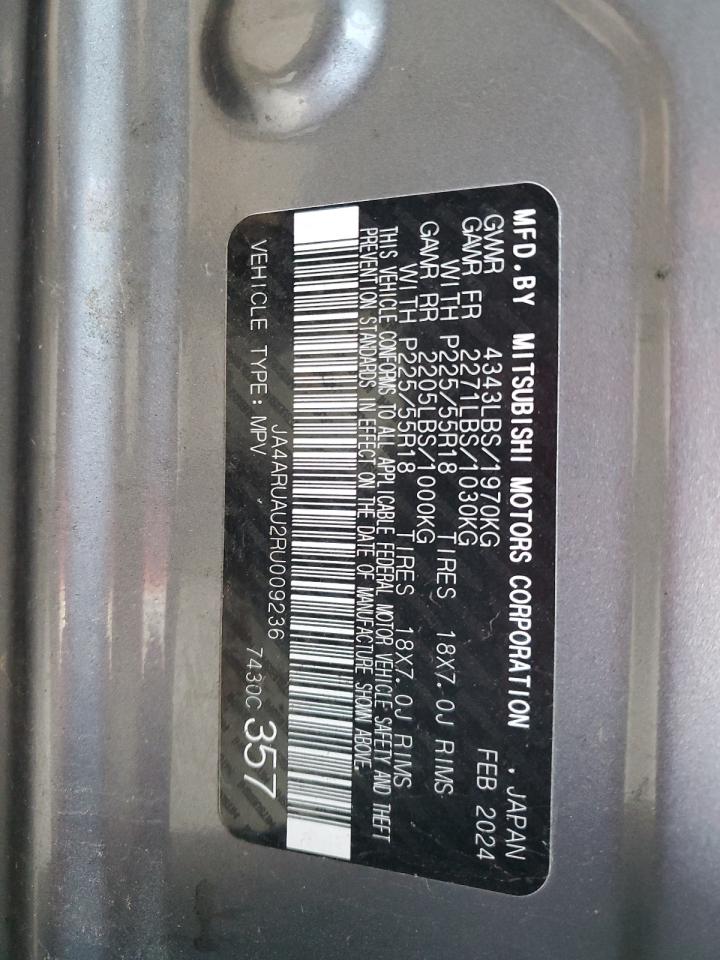 MFD.BY MITSUBISHI MOTORS CORPORATION , JAPAN
GVWR 4343LBS/1970KG FEB 2024
GAWR FR 2271LBS/1030KG
WITH P225/55R18 TIRES 18X7.0J RIMS
GAWR RR 2205LBS/1000KG
WITH P225/55R18 TIRES 18X7.0J RIMS
THIS VEHICLE CONFORMS TO ALL APPLICABLE FEDERAL MOTOR VEHICLE SAFETY AND THEFT
PREVENTION STANDARDS IN EFFECT ON THE DATE OF MANUFACTURE SHOWN ABOVE.
JA4ARUAU2RU009236
VEHICLE TYPE: MPV 7430C 357